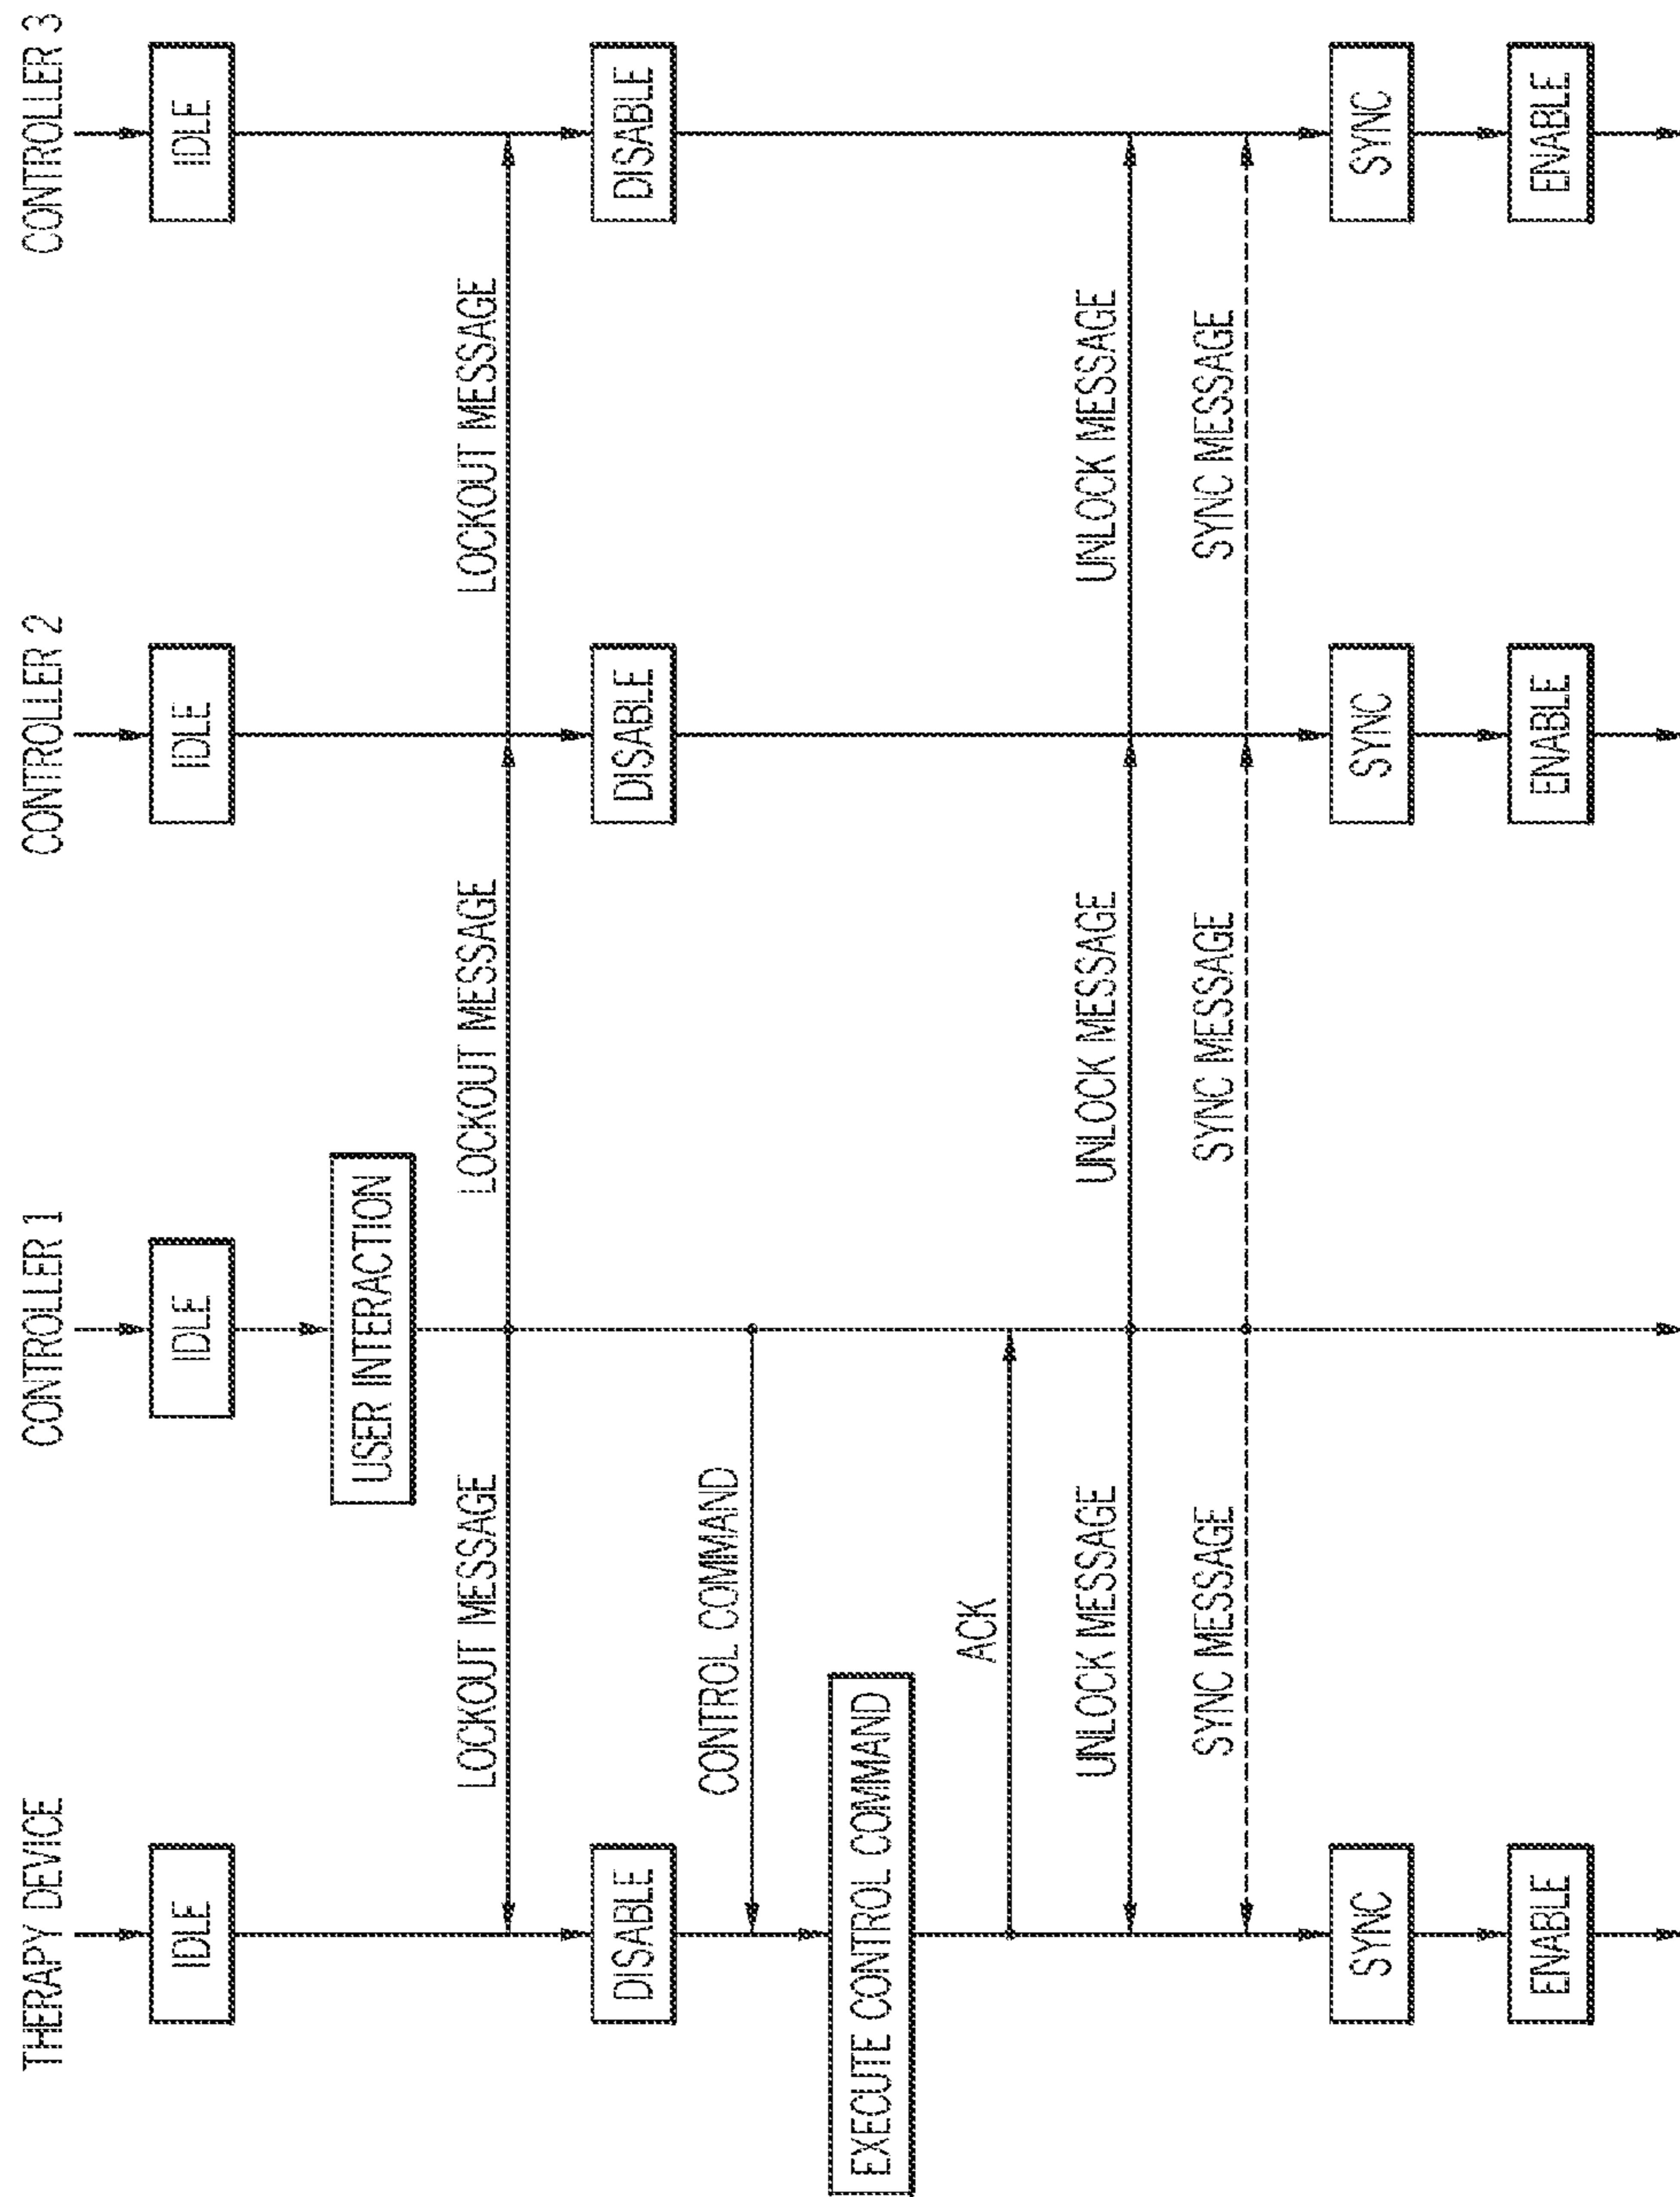 THERAPY DEVICE
CONTROLLER 1
CONTROLLER 2
CONTROLLER 3
IDLE
IDLE
IDLE
IDLE
USER INTERACTION
LOCKOUT MESSAGE
LOCKOUT MESSAGE
LOCKOUT MESSAGE
DISABLE
DISABLE
DISABLE
CONTROL COMMAND
EXECUTE CONTROL COMMAND
ACK
UNLOCK MESSAGE
UNLOCK MESSAGE
UNLOCK MESSAGE
SYNC MESSAGE
SYNC MESSAGE
SYNC MESSAGE
SYNC
SYNC
SYNC
ENABLE
ENABLE
ENABLE